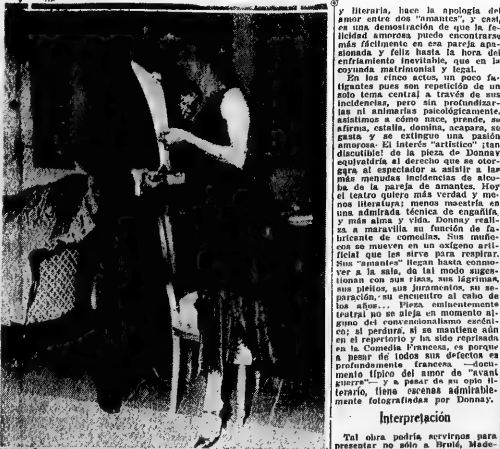 y literaria, hace la apología del
amor entre dos "amantes", y casi
es una demostración de que la fe-
licidad amorosa puede encontrarse
más fácilmente en esa pareja apa-
sionada y feliz hasta la hora del
enfriamiento inevitable, que en la
coyunda matrimonial y legal.
En los cinco actos, un poco fa-
tigantes pues son repetición de un
solo tema central a través de sus
incidencias, pero sin profundizar-
las ni animarlas psicológicamente,
asistimos a cómo nace, prende, se
afirma, estalla, domina, acapara, se
gasta y se extingue una pasión
amorosa. El interés "artístico" ¡tan
discutible! de la pieza de Donnay
equivaldría al derecho que se otor-
gara al espectador a asistir a las
más menudas incidencias de alco-
ba de la pareja de amantes. Hoy
el teatro quiere más verdad y me-
nos literatura; menos maestría en
una admirada técnica de engañifa,
y más alma y vida. Donnay reali-
za a maravilla su función de fa-
bricante de comedias. Sus muñe-
cos se mueven en un oxígeno arti-
ficial que les sirve para respirar.
Sus "amantes" llegan hasta conmo-
ver a la sala, de tal modo suges-
tionan con sus risas, sus lágrimas,
sus pleitos, sus juramentos, su se-
paración, su encuentro al cabo de
los años... Pieza eminentemente
teatral no se aleja en momento al-
guno del convencionalismo escéni-
co; si perdura, si se mantiene aún
en el repertorio y ha sido reprisada
en la Comedia Francesa, es porque
a pesar de todos sus defectos es
profundamente francesa —docu-
mento típico del amor de "avant
guerre"— y a pesar de su opio li-
terario, tiene escenas admirable-
mente fotografiadas por Donnay.
Interpretación
Tal obra podría servirnos para
presentar no sólo a Brulé, Made-